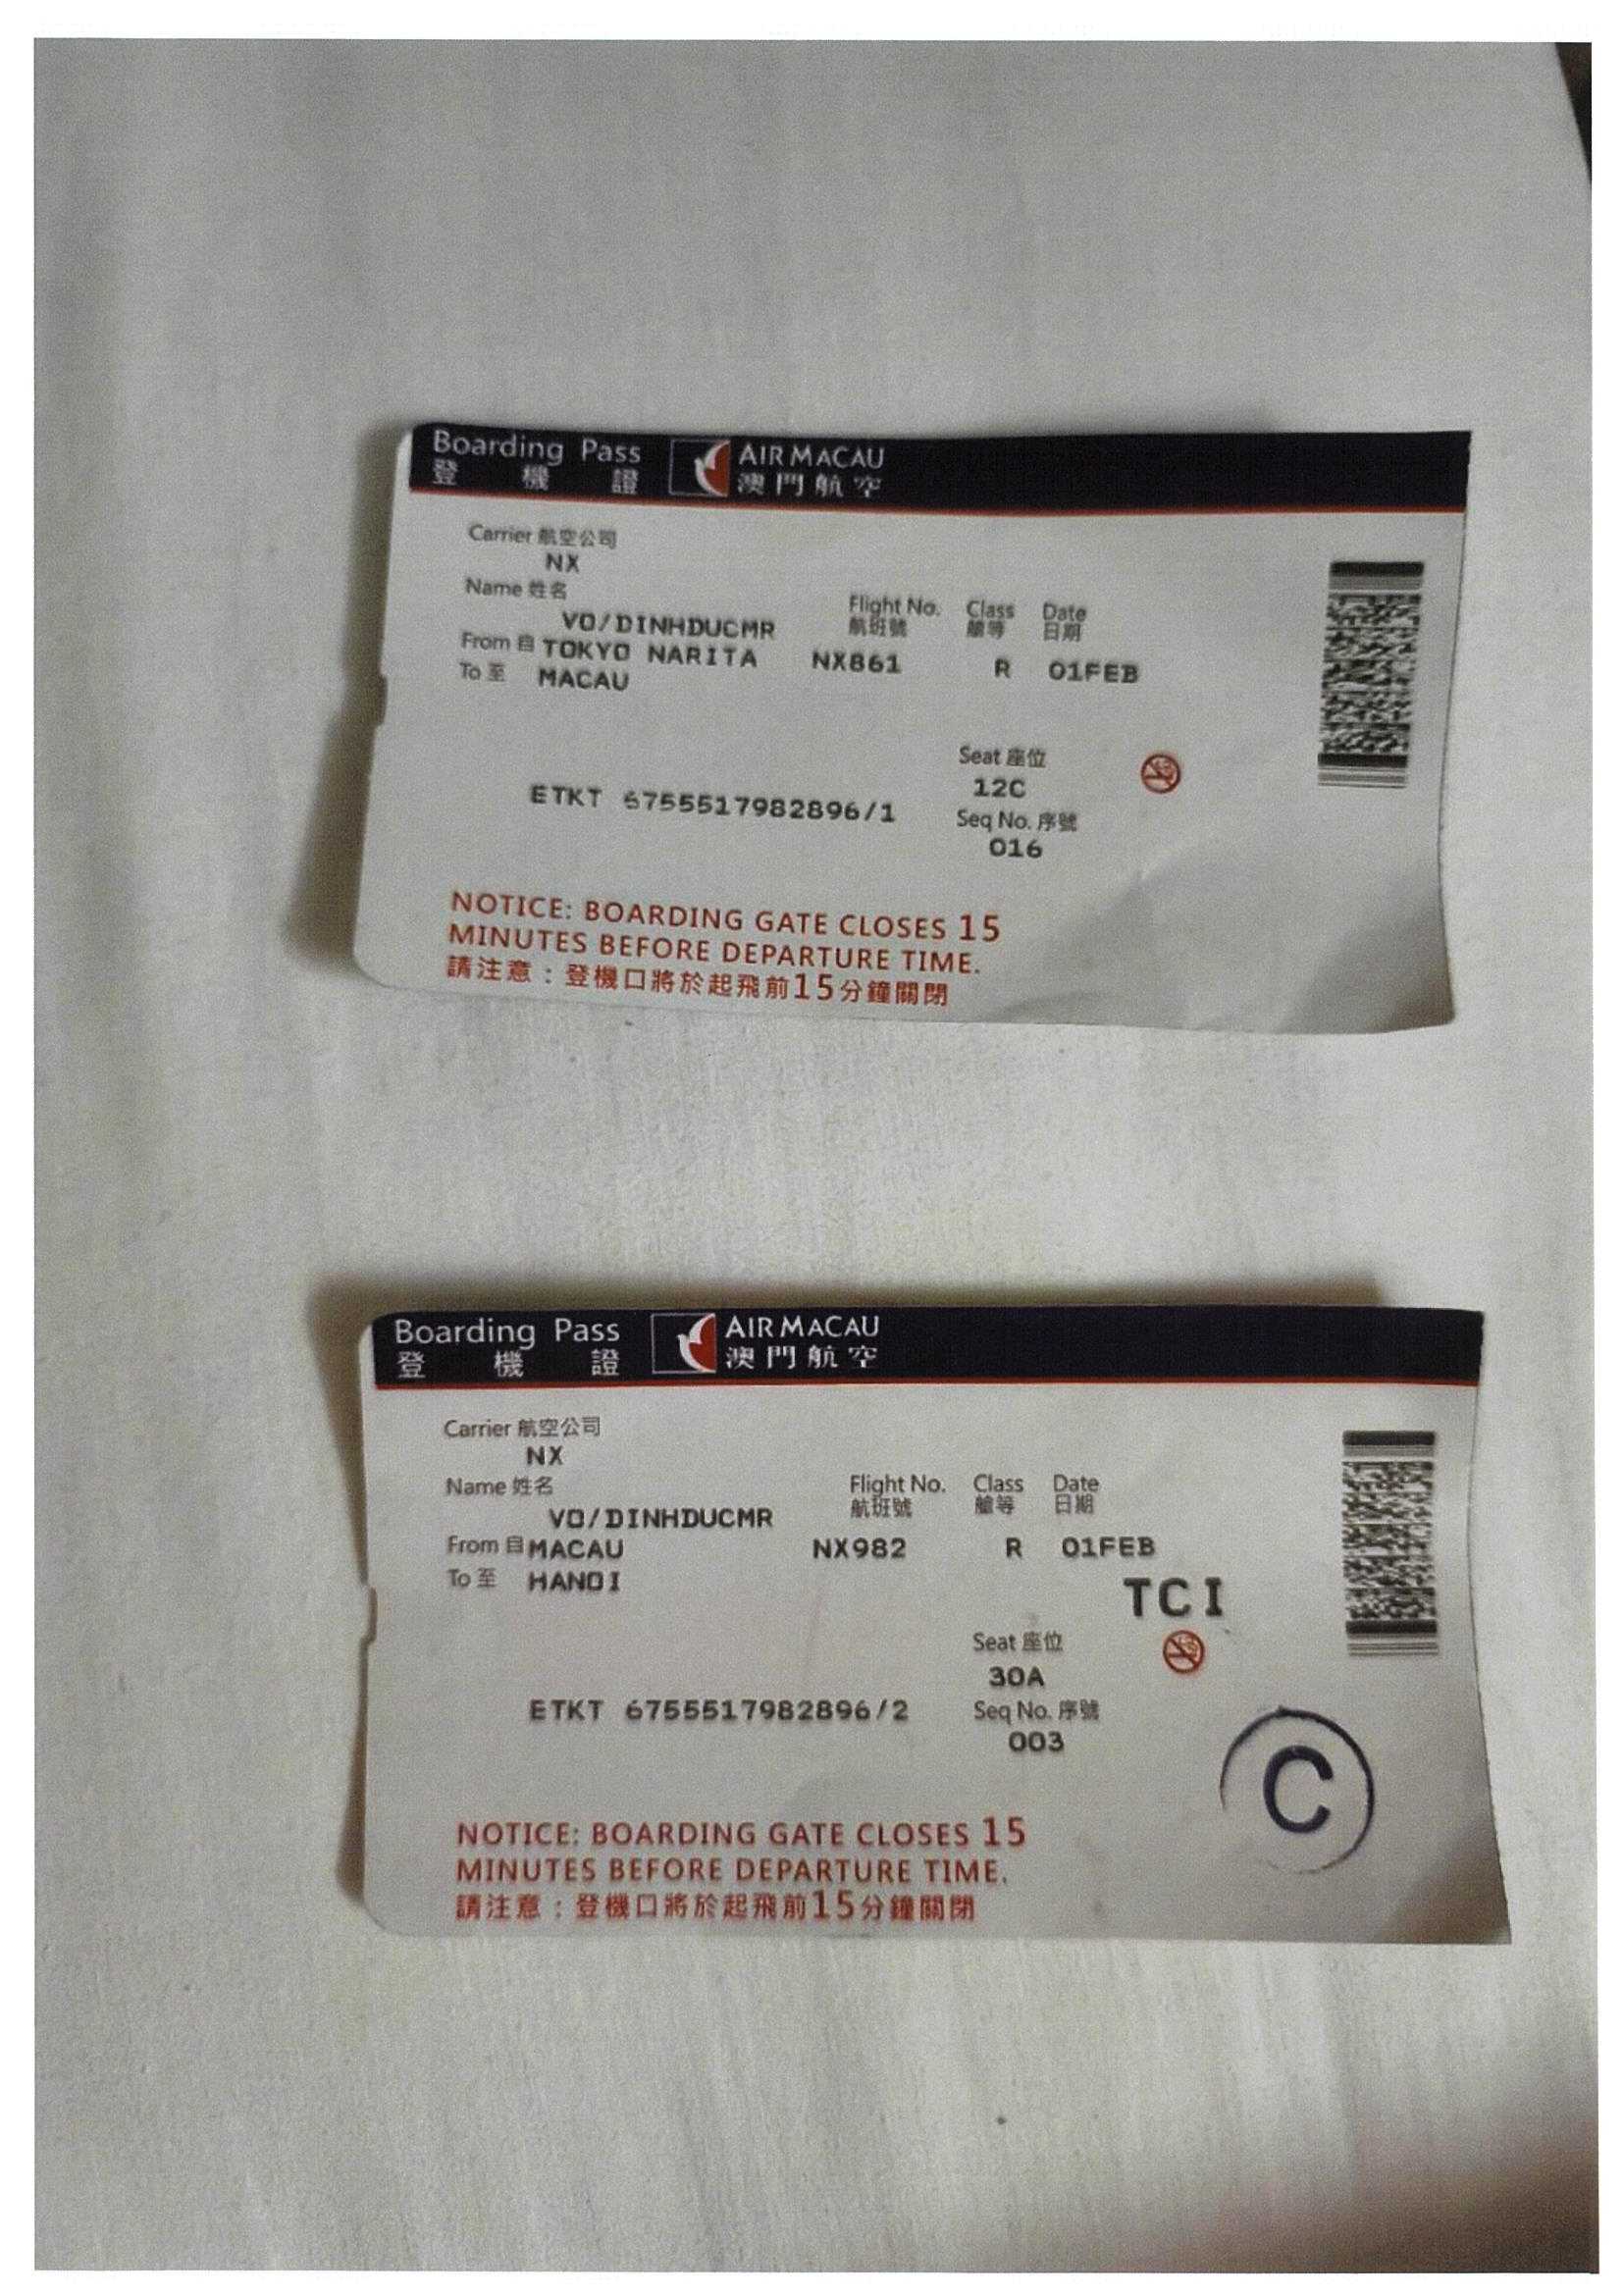 Boarding Pass
登 機 證
AIR MACAU
澳門航空
Carrier 航空公司
NX
Name 姓名
VO/DINHDUCMR
Flight No. Class Date
航班號 艙等 日期
From 自 TOKYO NARITA NX861 R 01FEB
To 至 MACAU
Seat 座位
12C
ETKT 6755517982896/1
Seq No. 序號
016
NOTICE: BOARDING GATE CLOSES 15
MINUTES BEFORE DEPARTURE TIME.
請注意：登機口將於起飛前15分鐘關閉
Boarding Pass
登 機 證
AIR MACAU
澳門航空
Carrier 航空公司
NX
Name 姓名
VO/DINHDUCMR
Flight No. Class Date
航班號 艙等 日期
From 自 MACAU NX982 R 01FEB
To 至 HANOI
TCI
Seat 座位
30A
ETKT 6755517982896/2
Seq No. 序號
003
C
NOTICE: BOARDING GATE CLOSES 15
MINUTES BEFORE DEPARTURE TIME.
請注意：登機口將於起飛前15分鐘關閉